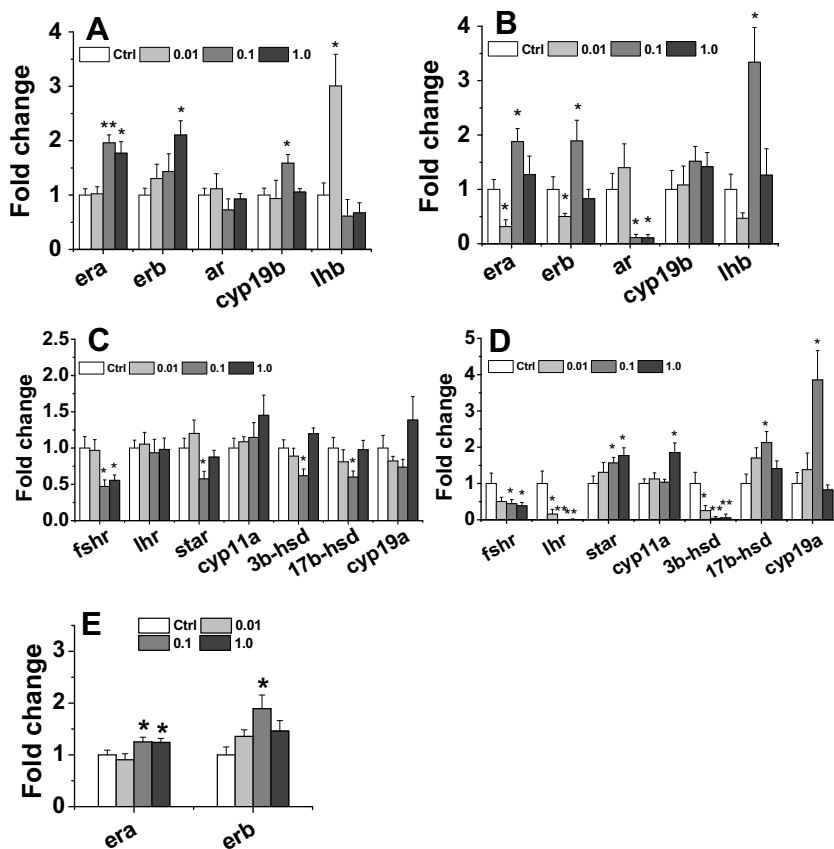 A
Ctrl 0.01 0.1 1.0
Fold change
4
3
2
1
0
** * * * *
era erb ar cyp19b lhb
B
Ctrl 0.01 0.1 1.0
Fold change
4
3
2
1
0
* * * * * * *
era erb ar cyp19b lhb
C
Ctrl 0.01 0.1 1.0
Fold change
2.5
2.0
1.5
1.0
0.5
0.0
* * * * *
fshr lhr star cyp11a 3b-hsd 17b-hsd cyp19a
D
Ctrl 0.01 0.1 1.0
Fold change
5
4
3
2
1
0
* * * ** ** * * * * ** ** * *
fshr lhr star cyp11a 3b-hsd 17b-hsd cyp19a
E
Ctrl 0.01
0.1 1.0
Fold change
3
2
1
0
* * *
era erb